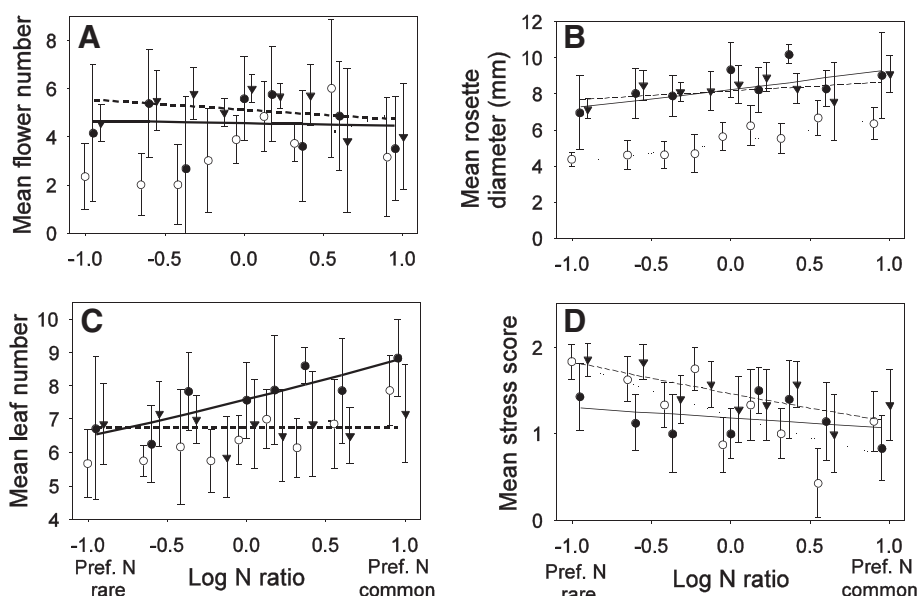 A
Mean flower number
8
6
4
2
0
-1.0 -0.5 0.0 0.5 1.0
B
Mean rosette
diameter (mm)
12
10
8
6
4
2
0
-1.0 -0.5 0.0 0.5 1.0
C
Mean leaf number
10
9
8
7
6
5
4
-1.0 -0.5 0.0 0.5 1.0
Pref. N
rare
Log N ratio
Pref. N
common
D
Mean stress score
2
1
0
-1.0 -0.5 0.0 0.5 1.0
Pref. N
rare
Log N ratio
Pref. N
common